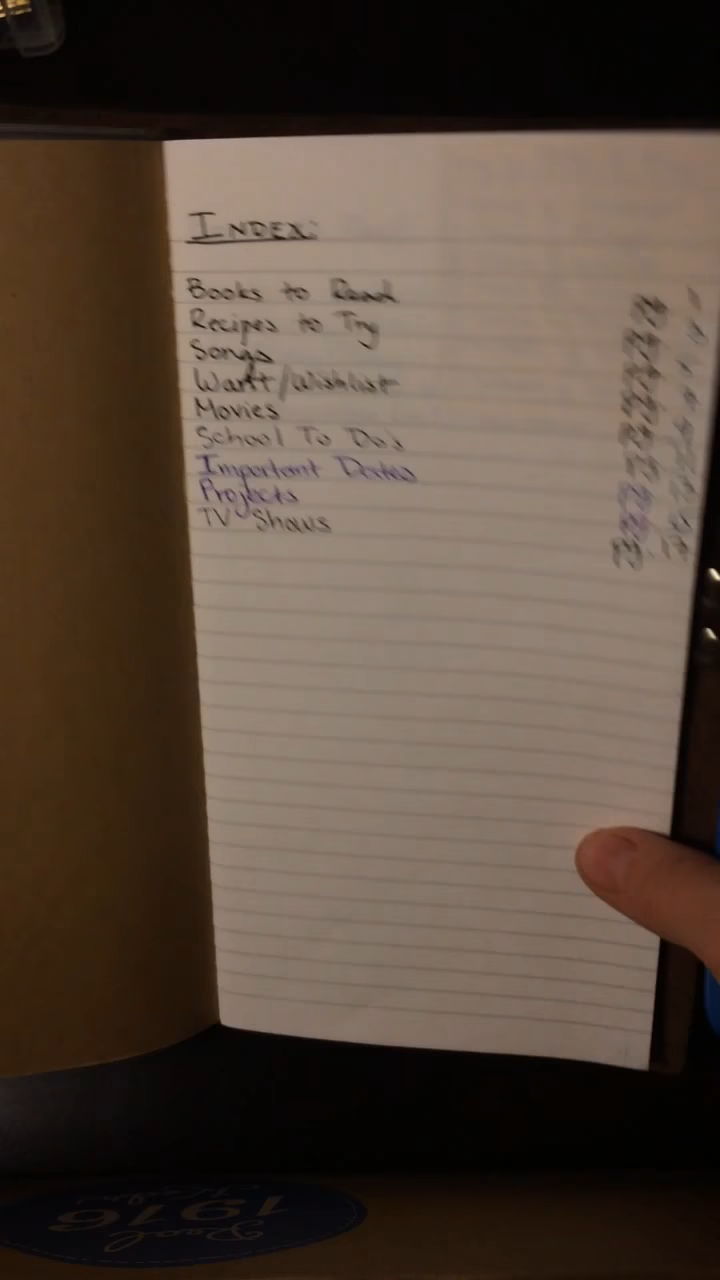 INDEX:
Books to Read
Recipes to Try
Songs
Want/Wishlist
Movies
School To Do's
Important Dates
Projects
TV Shows
1916